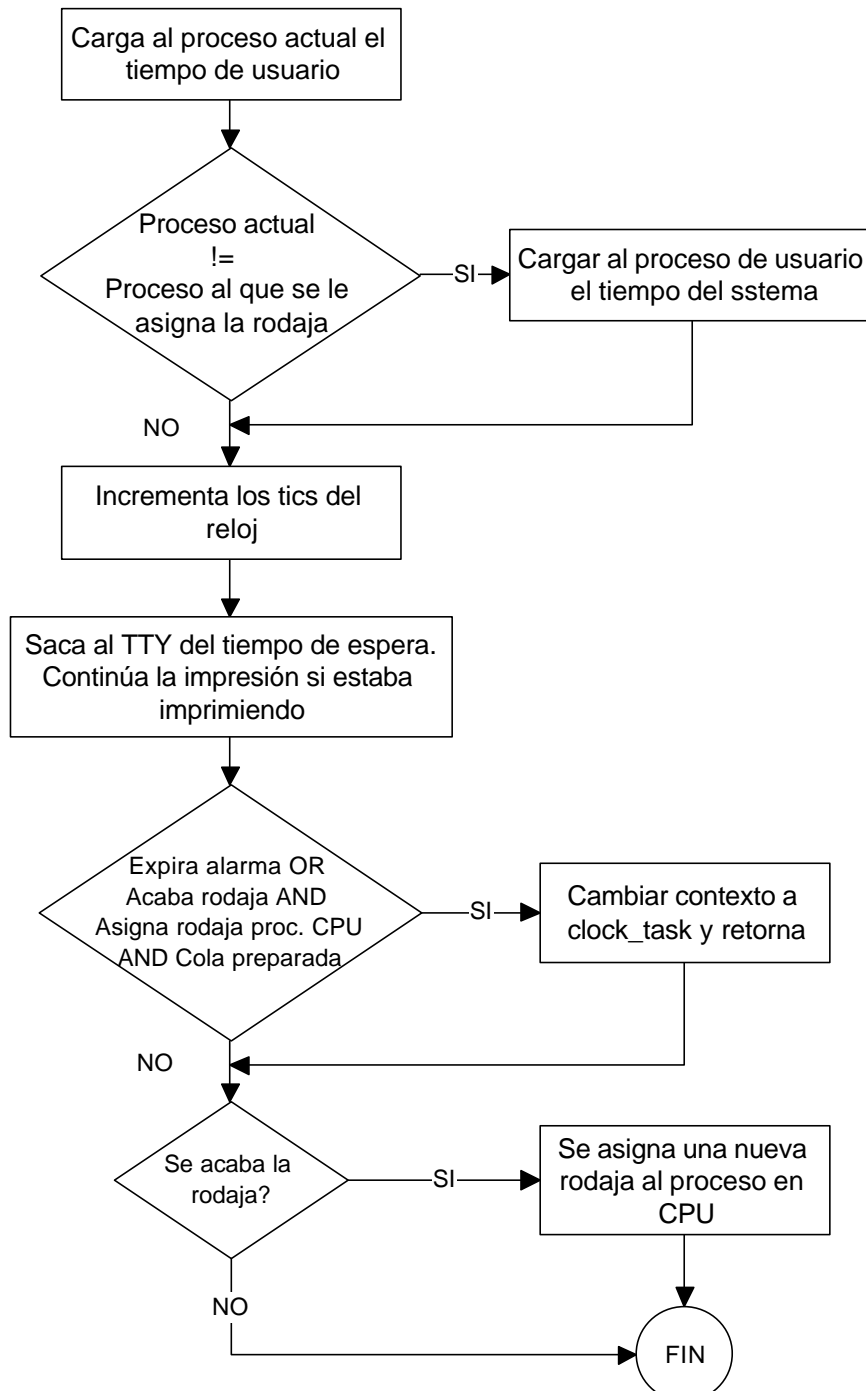 Carga al proceso actual el
tiempo de usuario
Proceso actual
!=
Proceso al que se le
asigna la rodaja
SI
Cargar al proceso de usuario
el tiempo del sstema
NO
Incrementa los tics del
reloj
Saca al TTY del tiempo de espera.
Continúa la impresión si estaba
imprimiendo
Expira alarma OR
Acaba rodaja AND
Asigna rodaja proc. CPU
AND Cola preparada
SI
Cambiar contexto a
clock_task y retorna
NO
Se acaba la
rodaja?
SI
Se asigna una nueva
rodaja al proceso en
CPU
NO
FIN